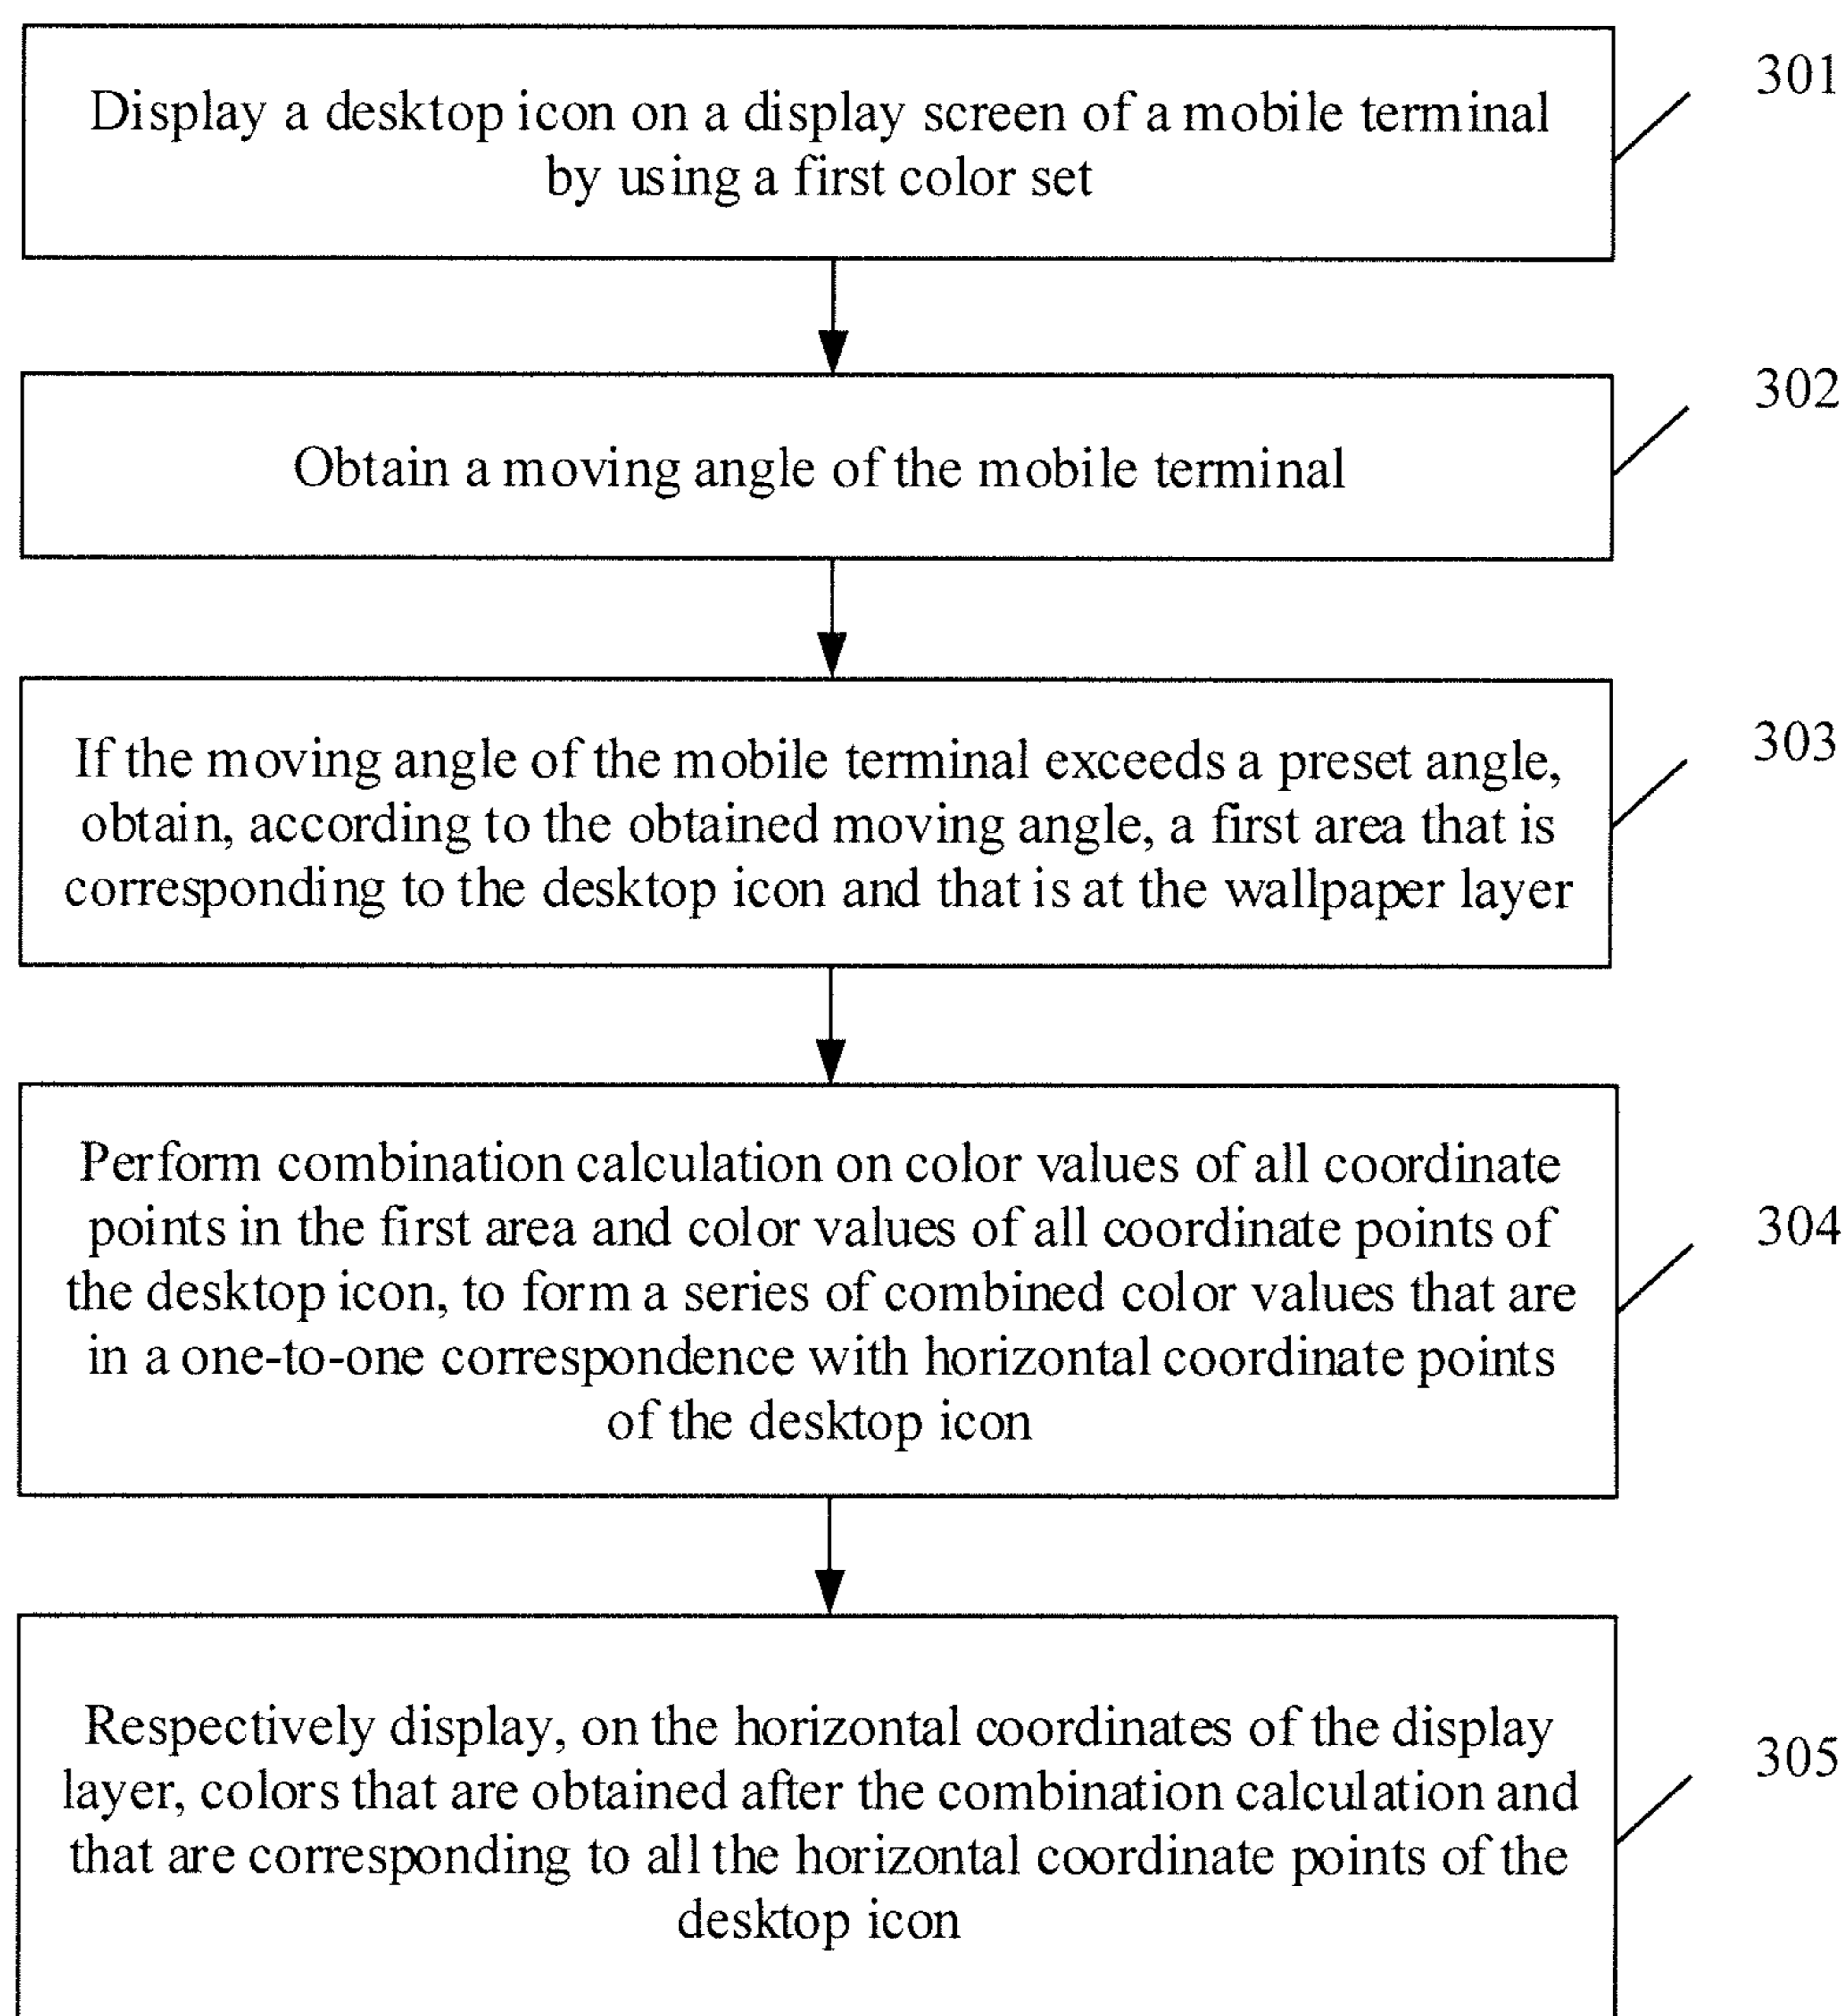 Display a desktop icon on a display screen of a mobile terminal
by using a first color set
301
Obtain a moving angle of the mobile terminal
302
If the moving angle of the mobile terminal exceeds a preset angle,
obtain, according to the obtained moving angle, a first area that is
corresponding to the desktop icon and that is at the wallpaper layer
303
Perform combination calculation on color values of all coordinate
points in the first area and color values of all coordinate points of
the desktop icon, to form a series of combined color values that are
in a one-to-one correspondence with horizontal coordinate points
of the desktop icon
304
Respectively display, on the horizontal coordinates of the display
layer, colors that are obtained after the combination calculation and
that are corresponding to all the horizontal coordinate points of the
desktop icon
305